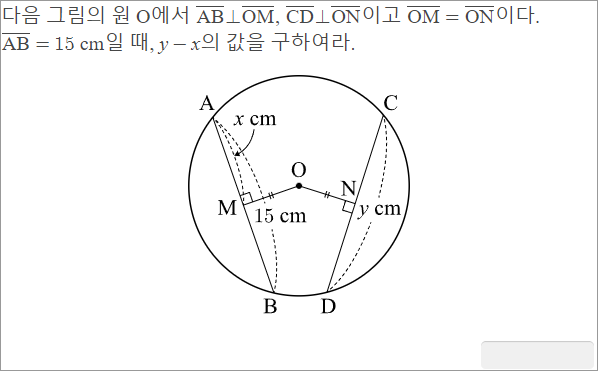 다음 그림의 원 O에서 AB⊥OM, CD⊥ON이고 OM = ON이다.
AB = 15 cm일 때, y − x의 값을 구하여라.
A
C
x cm
O
N
M
15 cm
y cm
B
D